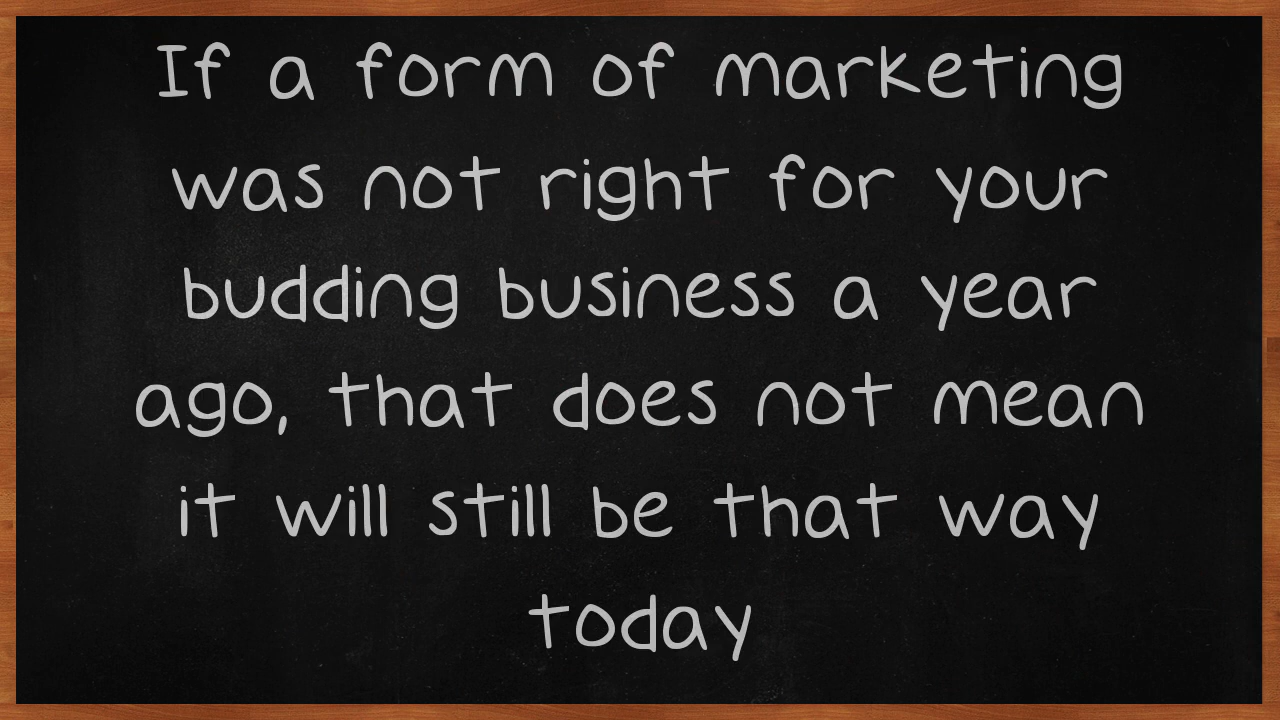 If a form of marketing
was not right for your
budding business a year
ago, that does not mean
it will still be that way
today